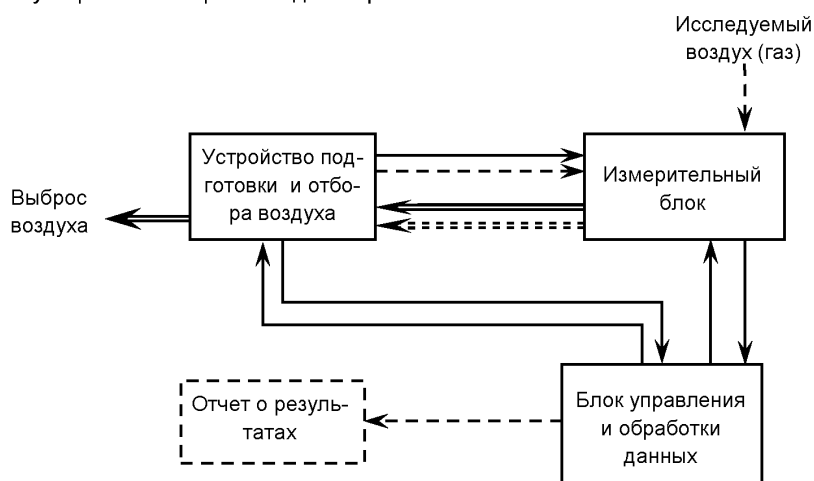 Исследуемый
воздух (газ)
Устройство под-
готовки и отбо-
ра воздуха
Измерительный
блок
Выброс
воздуха
Отчет о резуль-
татах
Блок управления
и обработки
данных